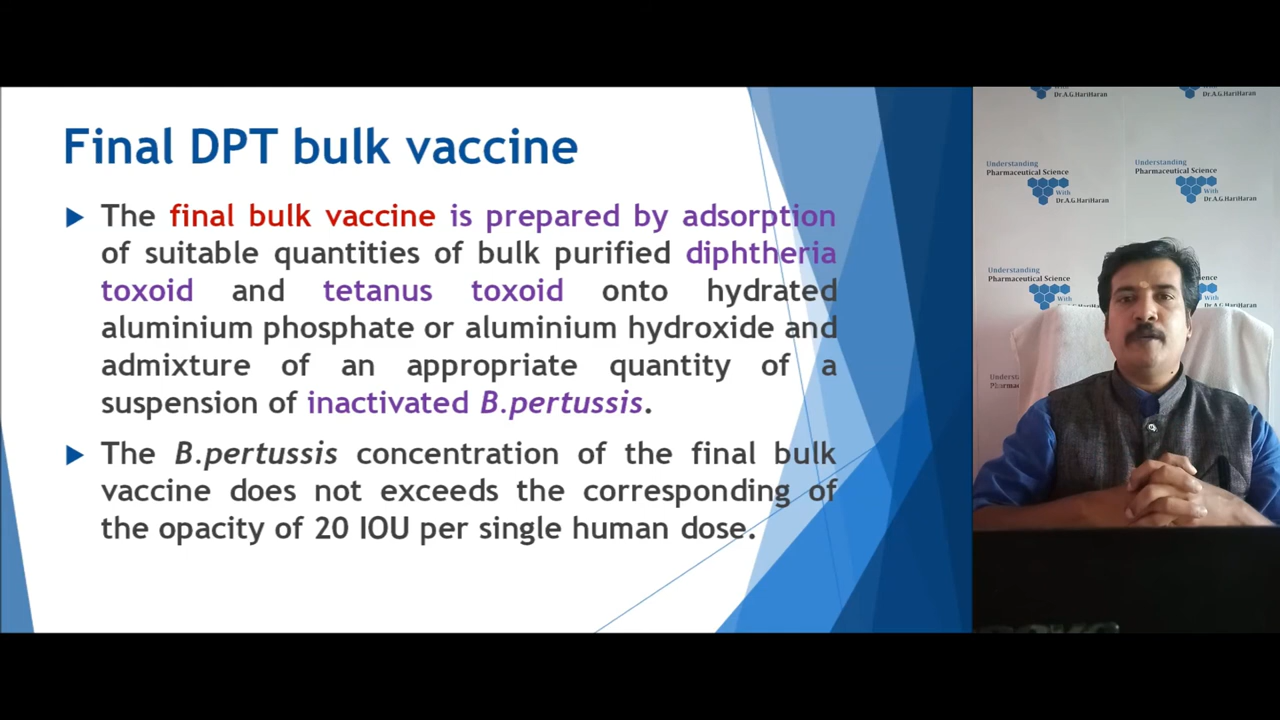 Final DPT bulk vaccine
The final bulk vaccine is prepared by adsorption
of suitable quantities of bulk purified diphtheria
toxoid and tetanus toxoid onto hydrated
aluminium phosphate or aluminium hydroxide and
admixture of an appropriate quantity of a
suspension of inactivated B.pertussis.
The B.pertussis concentration of the final bulk
vaccine does not exceeds the corresponding of
the opacity of 20 IOU per single human dose.
Dr.A.G.HariHaran
Dr.A.G.HariHaran
Understanding
Pharmaceutical Science
With
Dr.A.G.HariHaran
Understanding
Pharmaceutical Science
With
Dr.A.G.HariHaran
Understanding
Pharmaceutical Science
With